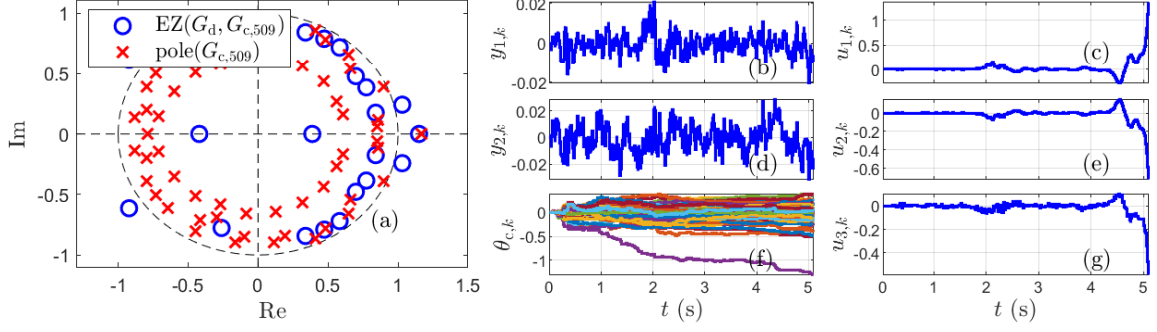 EZ(G_d, G_c,509)
pole(G_c,509)
1
0.5
0
-0.5
-1
Im
-1
-0.5
0
0.5
1
1.5
Re
(a)
0.02
0
-0.02
y_1,k
(b)
0.02
0
-0.02
y_2,k
(d)
0
-0.5
-1
θ_c,k
(f)
0
1
2
3
4
5
t (s)
1
0.5
0
u_1,k
(c)
0
-0.2
-0.4
-0.6
u_2,k
(e)
0
-0.2
-0.4
u_3,k
(g)
0
1
2
3
4
5
t (s)